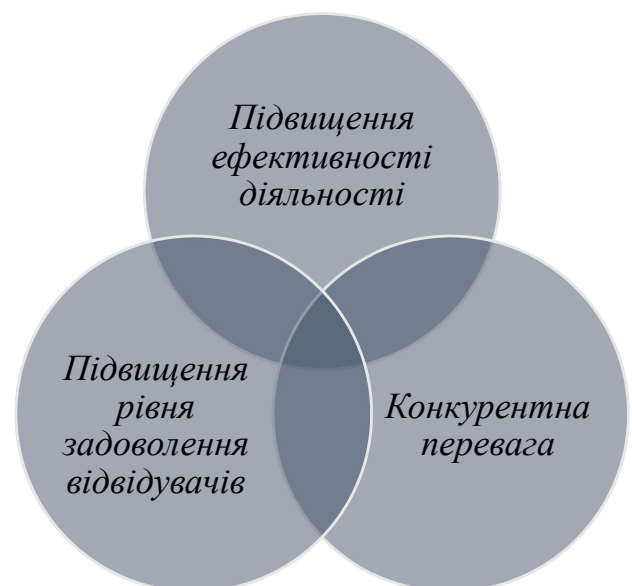 Підвищення
ефективності
діяльності
Підвищення
рівня
задоволення
відвідувачів
Конкурентна
перевага